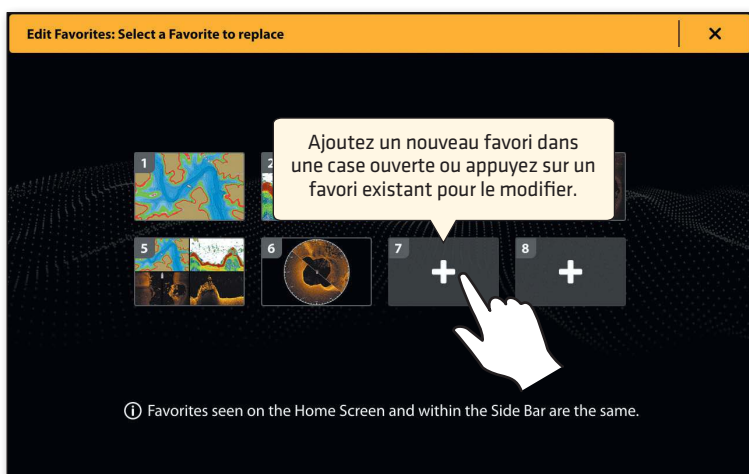 Edit Favorites: Select a Favorite to replace
Ajoutez un nouveau favori dans
une case ouverte ou appuyez sur un
favori existant pour le modifier.
1
2
5
6
7
8
Favorites seen on the Home Screen and within the Side Bar are the same.